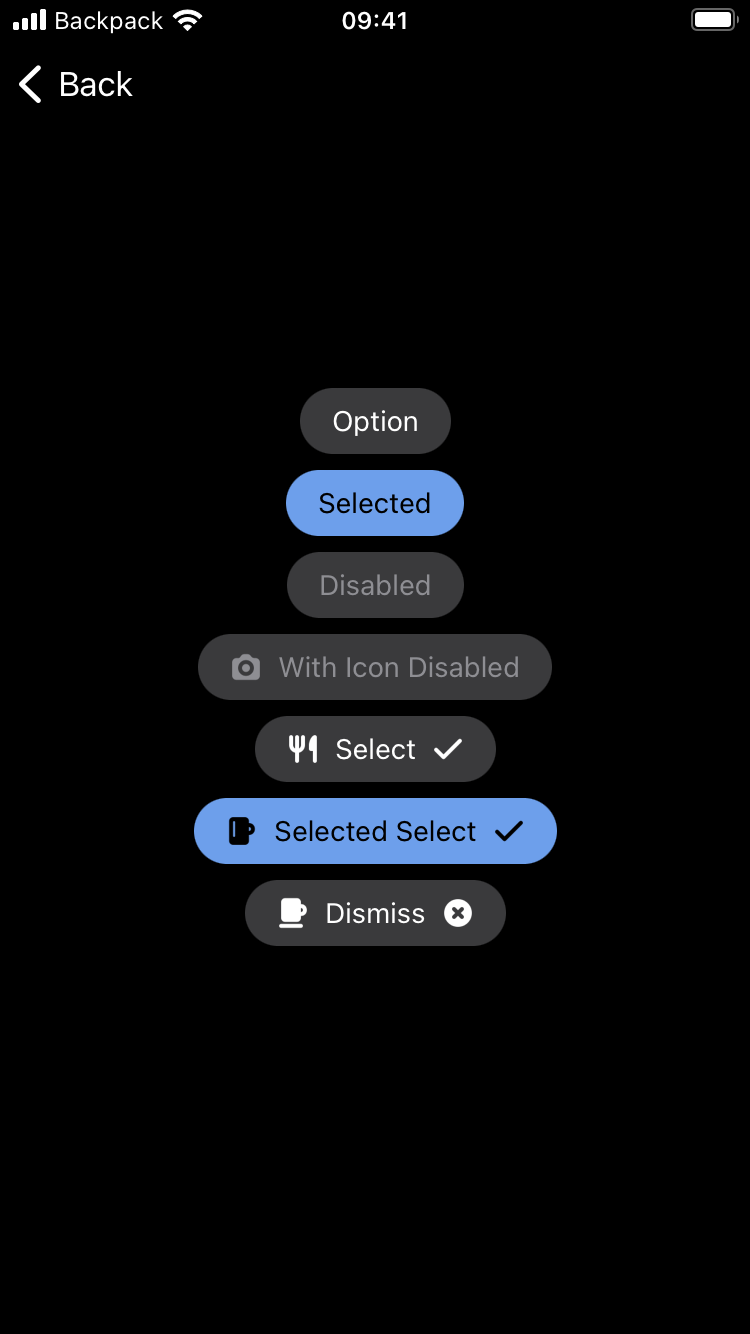 Backpack 09:41
Back
Option
Selected
Disabled
With Icon Disabled
Select
Selected Select
Dismiss